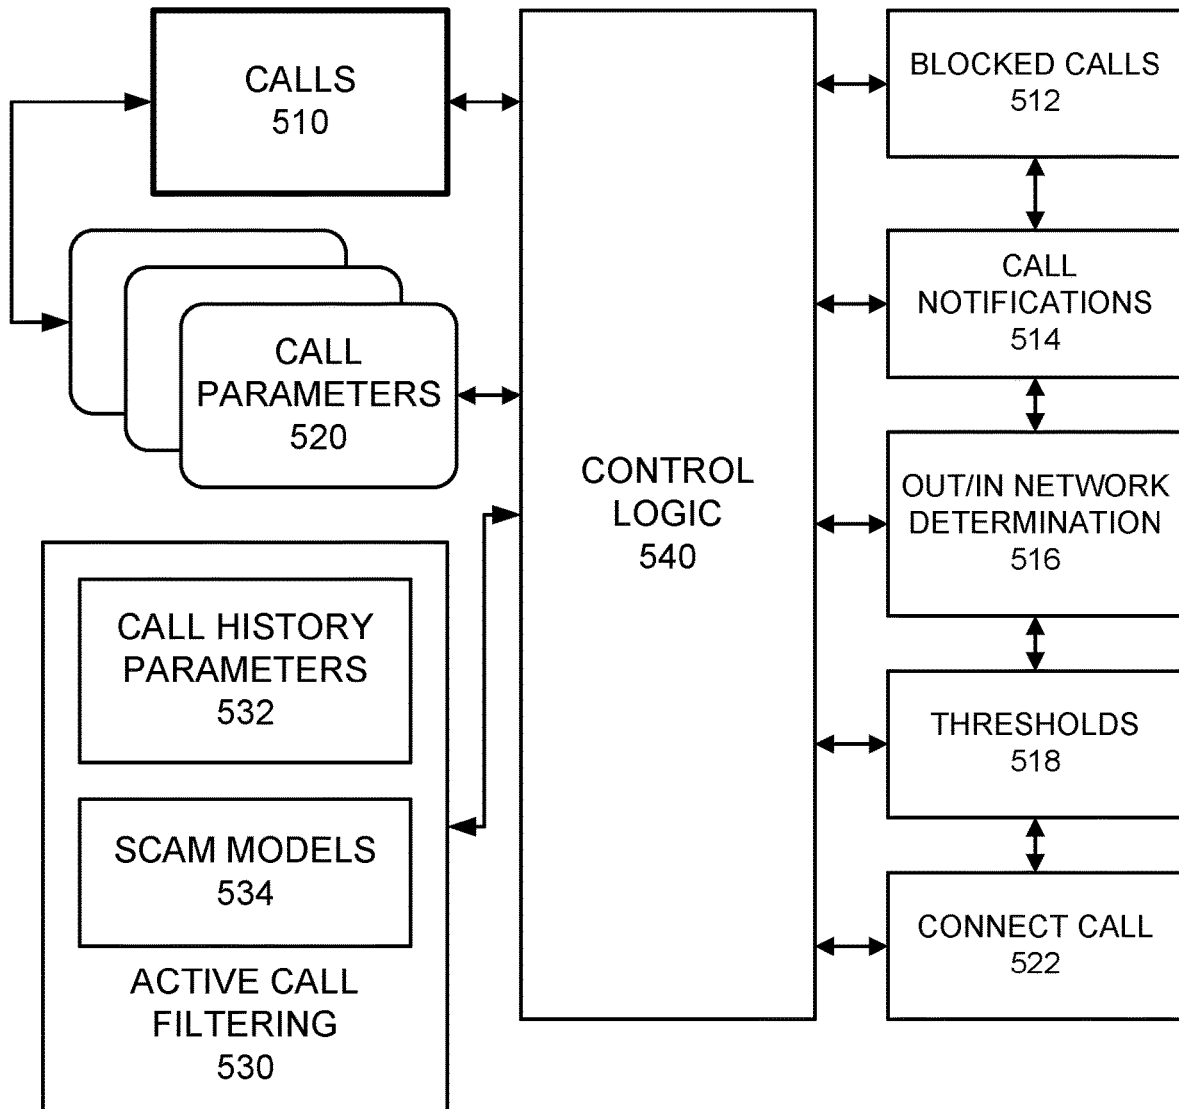 CALLS
510
CALL
PARAMETERS
520
CALL HISTORY
PARAMETERS
532
SCAM MODELS
534
ACTIVE CALL
FILTERING
530
CONTROL
LOGIC
540
BLOCKED CALLS
512
CALL
NOTIFICATIONS
514
OUT/IN NETWORK
DETERMINATION
516
THRESHOLDS
518
CONNECT CALL
522